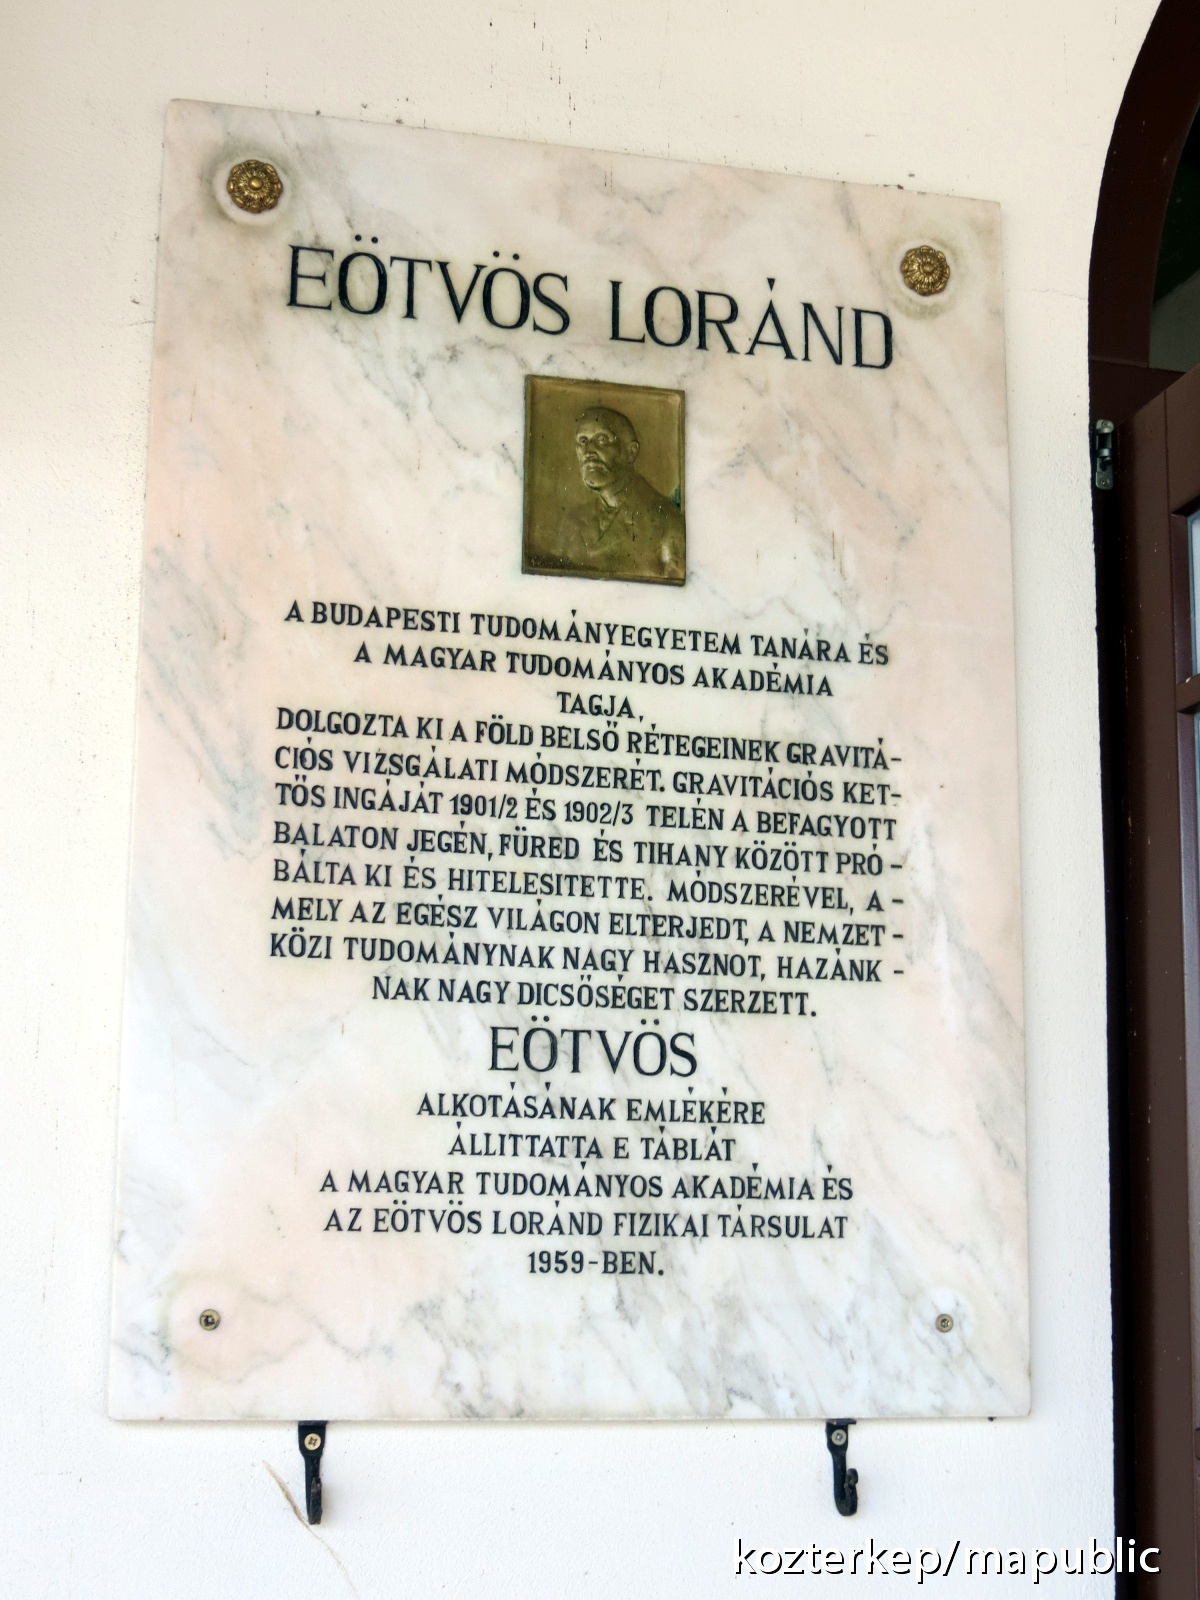 EÖTVÖS LORÁND
A BUDAPESTI TUDOMÁNYEGYETEM TANÁRA ÉS
A MAGYAR TUDOMÁNYOS AKADÉMIA
TAGJA,
DOLGOZTA KI A FÖLD BELSŐ RÉTEGEINEK GRAVITÁ-
CIÓS VIZSGÁLATI MÓDSZERÉT. GRAVITÁCIÓS KET-
TŐS INGÁJÁT 1901/2 ÉS 1902/3 TELÉN A BEFAGYOTT
BALATON JEGÉN, FÜRED ÉS TIHANY KÖZÖTT PRÓ-
BÁLTA KI ÉS HITELESITETTE. MÓDSZERÉVEL, A-
MELY AZ EGÉSZ VILÁGON ELTERJEDT, A NEMZET-
KÖZI TUDOMÁNYNAK NAGY HASZNOT, HAZÁNK-
NAK NAGY DICSŐSÉGET SZERZETT.
EÖTVÖS
ALKOTÁSÁNAK EMLÉKÉRE
ÁLLITTATTA E TÁBLÁT
A MAGYAR TUDOMÁNYOS AKADÉMIA ÉS
AZ EÖTVÖS LORÁND FIZIKAI TÁRSULAT
1959-BEN.
kozterkep/mapublic